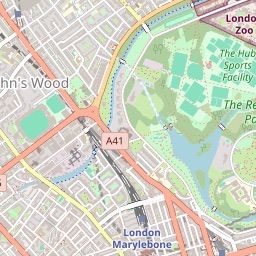 London
Zoo
The Hub
Sports
Facility
hn's Wood
The Re
Pa
A41
London
Marylebone